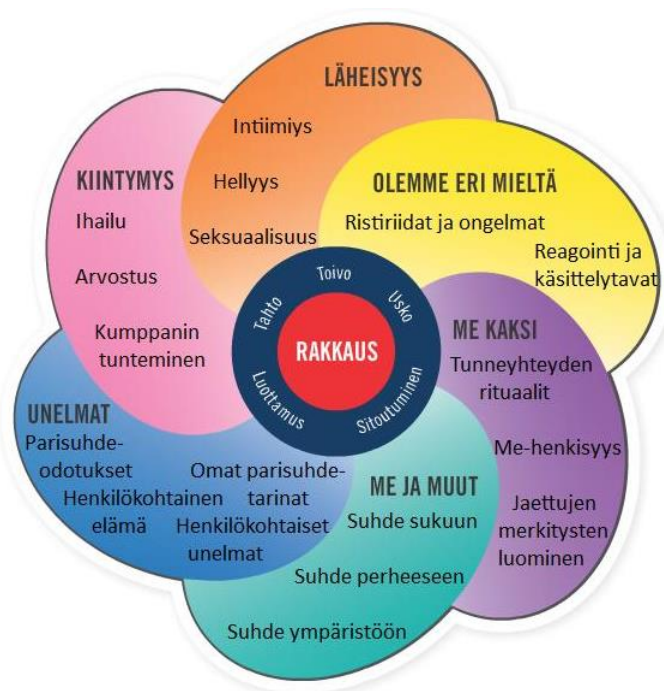 LÄHEISYYS
Intiimiys
Hellyys
Seksuaalisuus
OLEMME ERI MIELTÄ
Ristiriidat ja ongelmat
Reagointi ja
käsittelytavat
ME KAKSI
Tunneyhteyden
rituaalit
Me-henkisyys
Jaettujen
merkitysten
luominen
ME JA MUUT
Suhde sukuun
Suhde perheeseen
Suhde ympäristöön
UNELMAT
Parisuhde-
odotukset
Henkilökohtainen
elämä
Omat parisuhde-
tarinat
Henkilökohtaiset
unelmat
KIINTYMYS
Ihailu
Arvostus
Kumppanin
tunteminen
Toivo
Usko
Sitoutuminen
Luottamus
Tahto
RAKKAUS